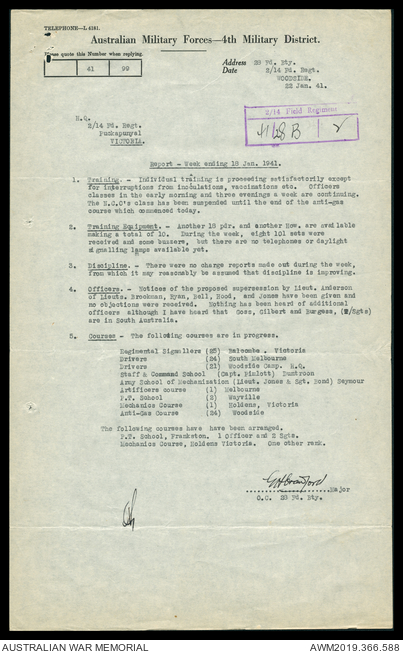 TELEPHONE—L 4181.
Australian Military Forces—4th Military District.
Please quote this Number when replying.
41 99
Address 28 Fd. Bty.
Date 2/14 Fd. Regt.
WOODSIDE.
22 Jan. 41.
H.Q.
2/14 Fd. Regt.
Puckapunyal
VICTORIA.
2/14 Field Regiment
41/28 B
Report - Week ending 18 Jan. 1941.
1. Training. - Individual training is proceeding satisfactorily except
for interruptions from inoculations, vaccinations etc. Officers
classes in the early morning and three evenings a week are continuing.
The N.C.O's class has been suspended until the end of the anti-gas
course which commenced today.
2. Training Equipment. - Another 18 pdr. and another How. are available
making a total of 10. During the week, eight 101 sets were
received and some buzzers, but there are no telephones or daylight
signalling lamps available yet.
3. Discipline. - There were no charge reports made out during the week,
from which it may reasonably be assumed that discipline is improving.
4. Officers. - Notices of the proposed supersession by Lieut. Anderson
of Lieuts. Brockman, Ryan, Bell, Hood, and Jones have been given and
no objections were received. Nothing has been heard of additional
officers although I have heard that Goss, Gilbert and Burgess, (2/Sgts)
are in South Australia.
5. Courses - The following courses are in progress.
Regimental Signallers (25) Balcombe. Victoria
Drivers (24) South Melbourne
Drivers (21) Woodside Camp. H.Q.
Staff & Command School (Capt. Pimlott) Duntroon
Army School of Mechanisation (Lieut. Jones & Sgt. Bond) Seymour
Artificers course (1) Melbourne
P.T. School (3) Wayville
Mechanics Course (1) Holdens, Victoria
Anti-Gas Course (24) Woodside
The following courses have have been arranged.
P.T. School, Frankston. 1 Officer and 2 Sgts.
Mechanics Course, Holdens Victoria. One other rank.
Major
O.C. 28 Fd. Bty.
AUSTRALIAN WAR MEMORIAL
AWM2019.366.588